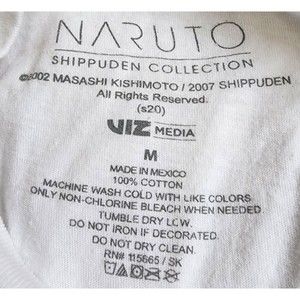 NARUTO
SHIPPUDEN COLLECTION
©2002 MASASHI KISHIMOTO / 2007 SHIPPUDEN
All Rights Reserved.
(s20)
VIZ MEDIA
M
MADE IN MEXICO
100% COTTON
MACHINE WASH COLD WITH LIKE COLORS.
ONLY NON-CHLORINE BLEACH WHEN NEEDED.
TUMBLE DRY LOW.
DO NOT IRON IF DECORATED.
DO NOT DRY CLEAN.
RN# 115665 / SK